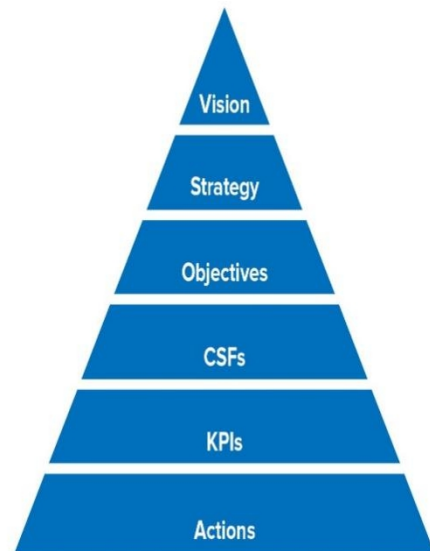 Vision
Strategy
Objectives
CSFs
KPIs
Actions